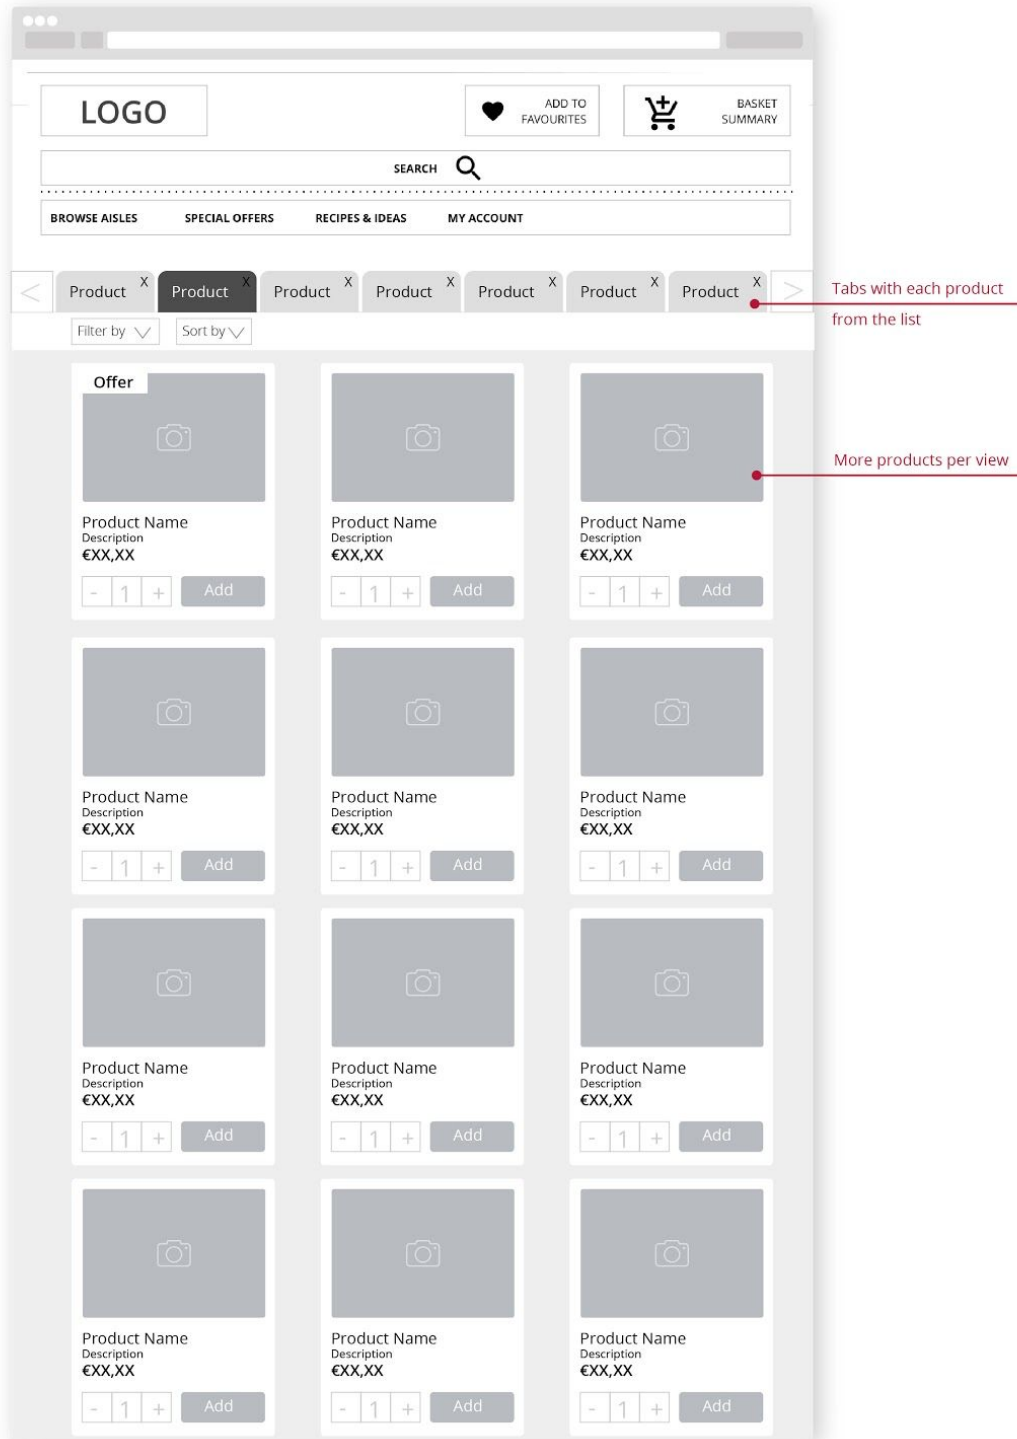 LOGO
ADD TO
FAVOURITES
BASKET
SUMMARY
SEARCH
BROWSE AISLES SPECIAL OFFERS RECIPES & IDEAS MY ACCOUNT
< Product X Product X Product X Product X Product X Product X Product X >
Tabs with each product
from the list
Filter by Sort by
Offer
More products per view
Product Name Product Name Product Name
Description Description Description
€XX,XX €XX,XX €XX,XX
- 1 + Add - 1 + Add - 1 + Add
Product Name Product Name Product Name
Description Description Description
€XX,XX €XX,XX €XX,XX
- 1 + Add - 1 + Add - 1 + Add
Product Name Product Name Product Name
Description Description Description
€XX,XX €XX,XX €XX,XX
- 1 + Add - 1 + Add - 1 + Add
Product Name Product Name Product Name
Description Description Description
€XX,XX €XX,XX €XX,XX
- 1 + Add - 1 + Add - 1 + Add